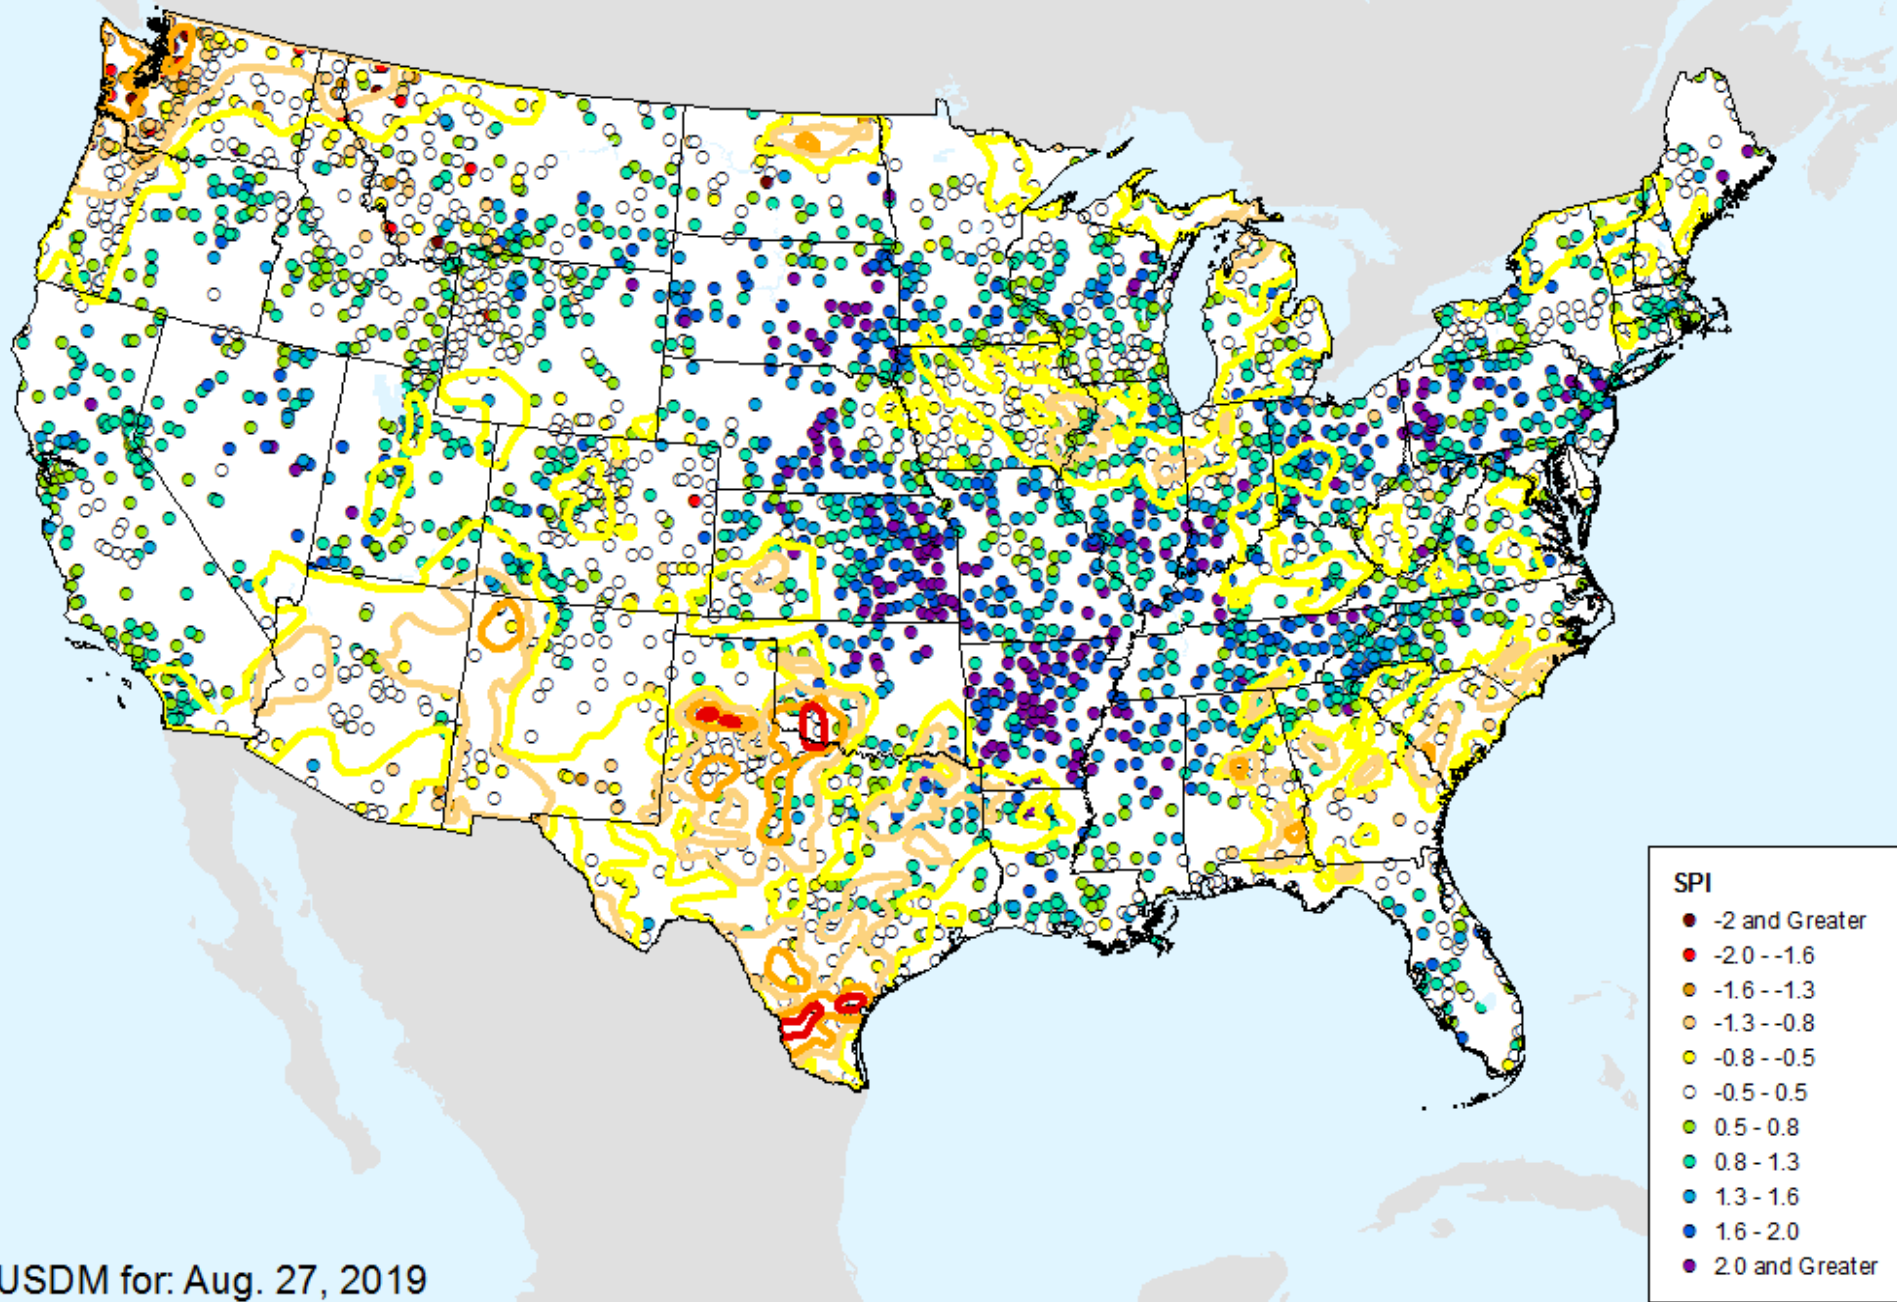 SPI
-2 and Greater
-2.0 - -1.6
-1.6 - -1.3
-1.3 - -0.8
-0.8 - -0.5
-0.5 - 0.5
0.5 - 0.8
0.8 - 1.3
1.3 - 1.6
1.6 - 2.0
2.0 and Greater
USDM for: Aug. 27, 2019